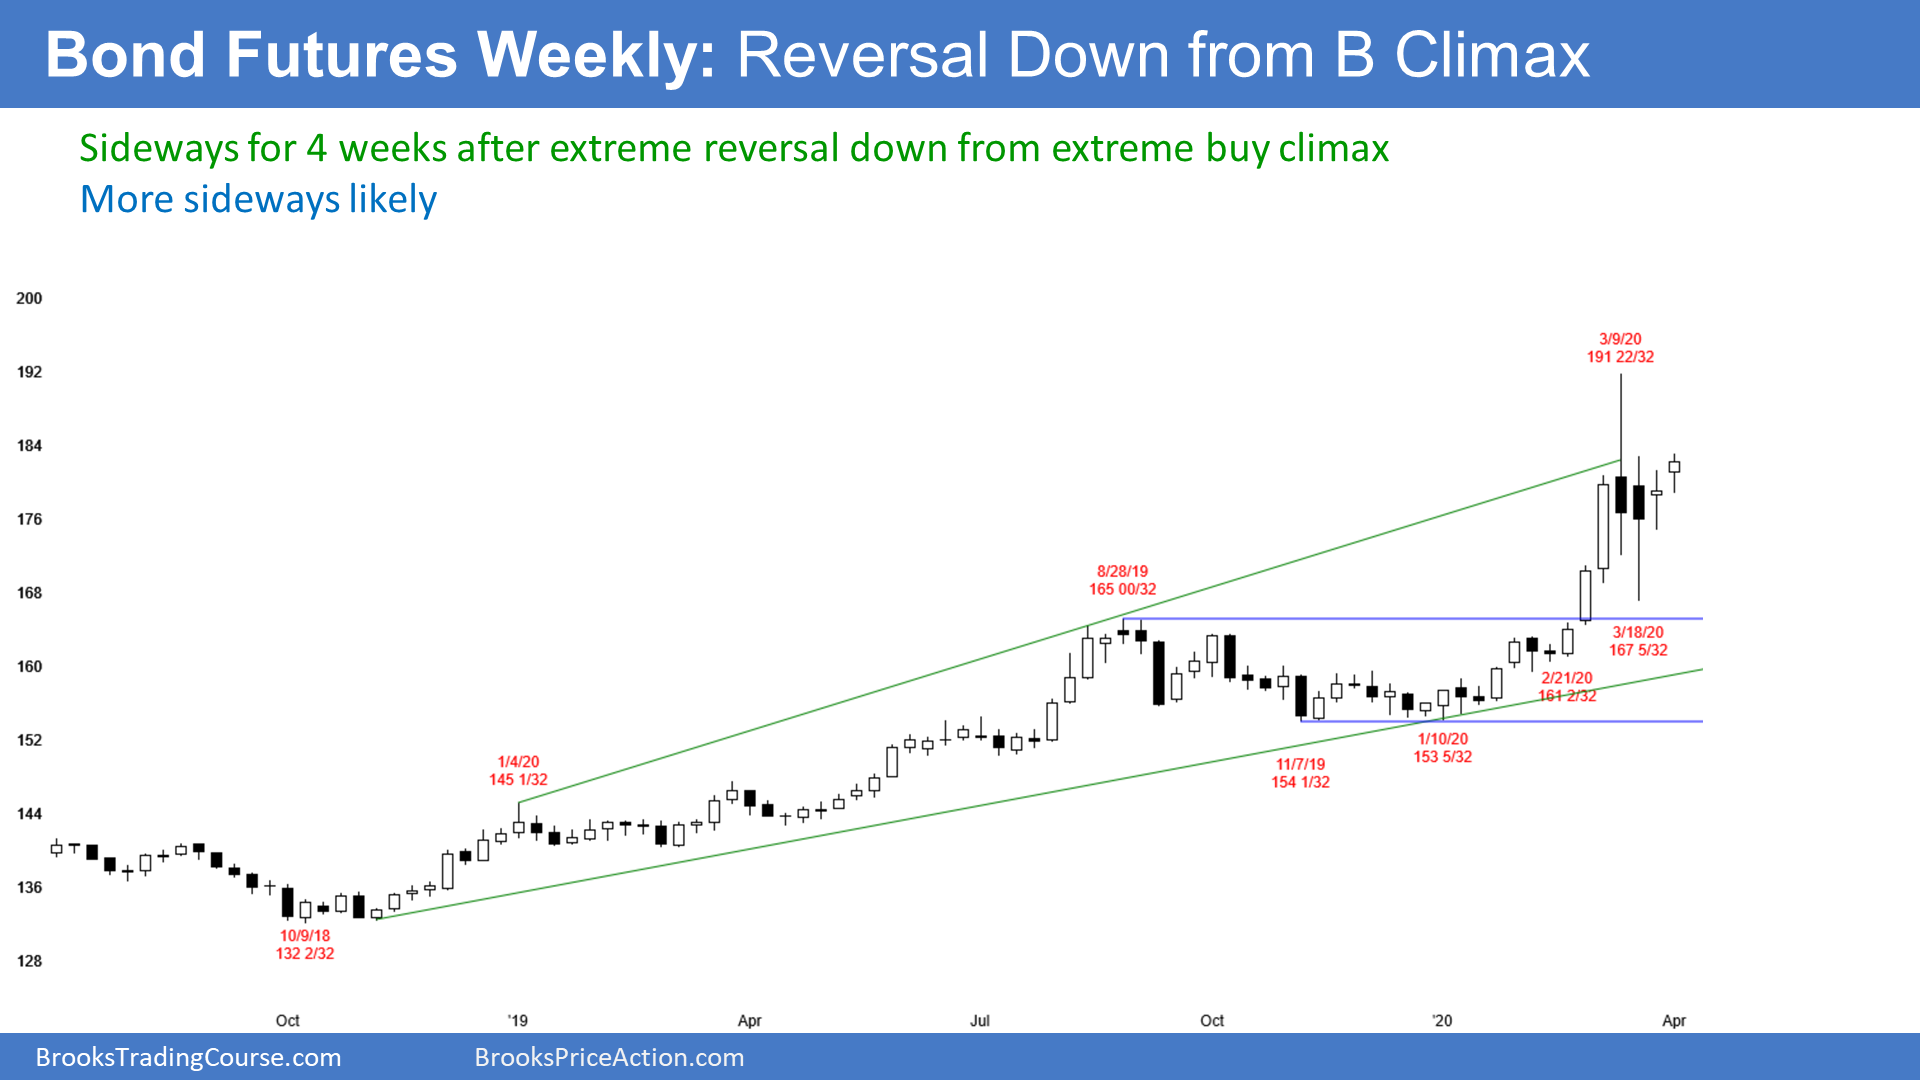 Bond Futures Weekly: Reversal Down from B Climax
Sideways for 4 weeks after extreme reversal down from extreme buy climax
More sideways likely
200
192
184
176
168
160
152
144
136
128
3/9/20
191 22/32
8/28/19
165 00/32
3/18/20
167 5/32
2/21/20
161 2/32
1/10/20
153 5/32
11/7/19
154 1/32
1/4/20
145 1/32
10/9/18
132 2/32
Oct
'19
Apr
Jul
Oct
'20
Apr
BrooksTradingCourse.com
BrooksPriceAction.com